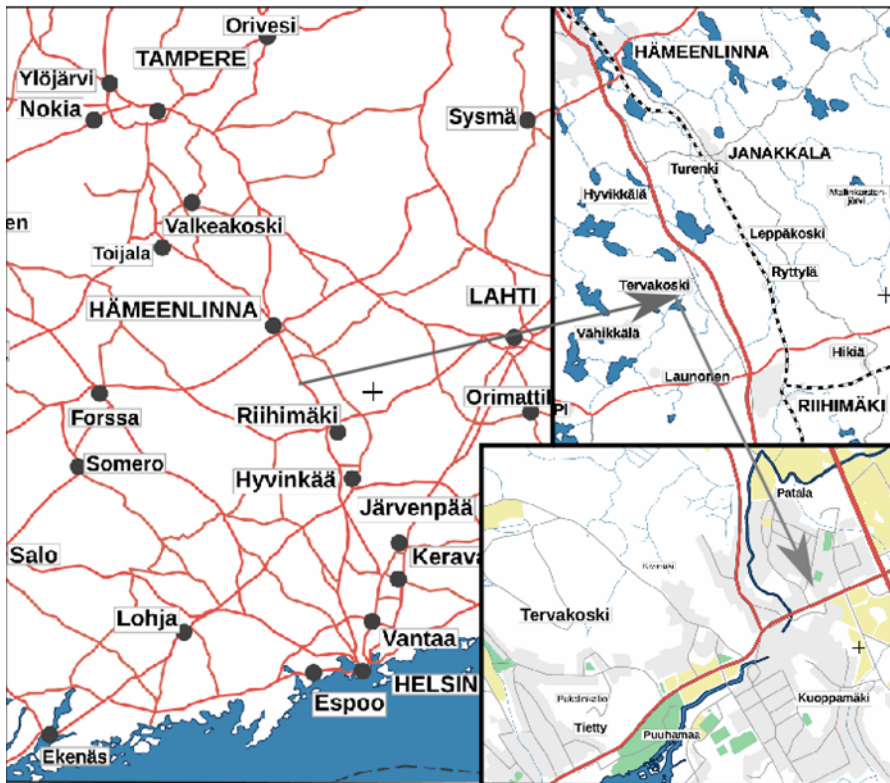 Orivesi
TAMPERE
Ylöjärvi
Nokia
Sysmä
Valkeakoski
en
Toijala
HÄMEENLINNA
LAHTI
Forssa
Riihimäki
Orimattil
Somero
Hyvinkää
Järvenpää
Salo
Kerava
Lohja
Vantaa
HELSIN
Espoo
Ekenäs
HÄMEENLINNA
JANAKKALA
Turenki
Hyvikkälä
Leppäkoski
Ryttylä
Tervakoski
Vähikkälä
Hikiä
Launonen
PI
RIIHIMÄKI
Patala
Tervakoski
Kuoppamäki
Tietty
Puuhamaa